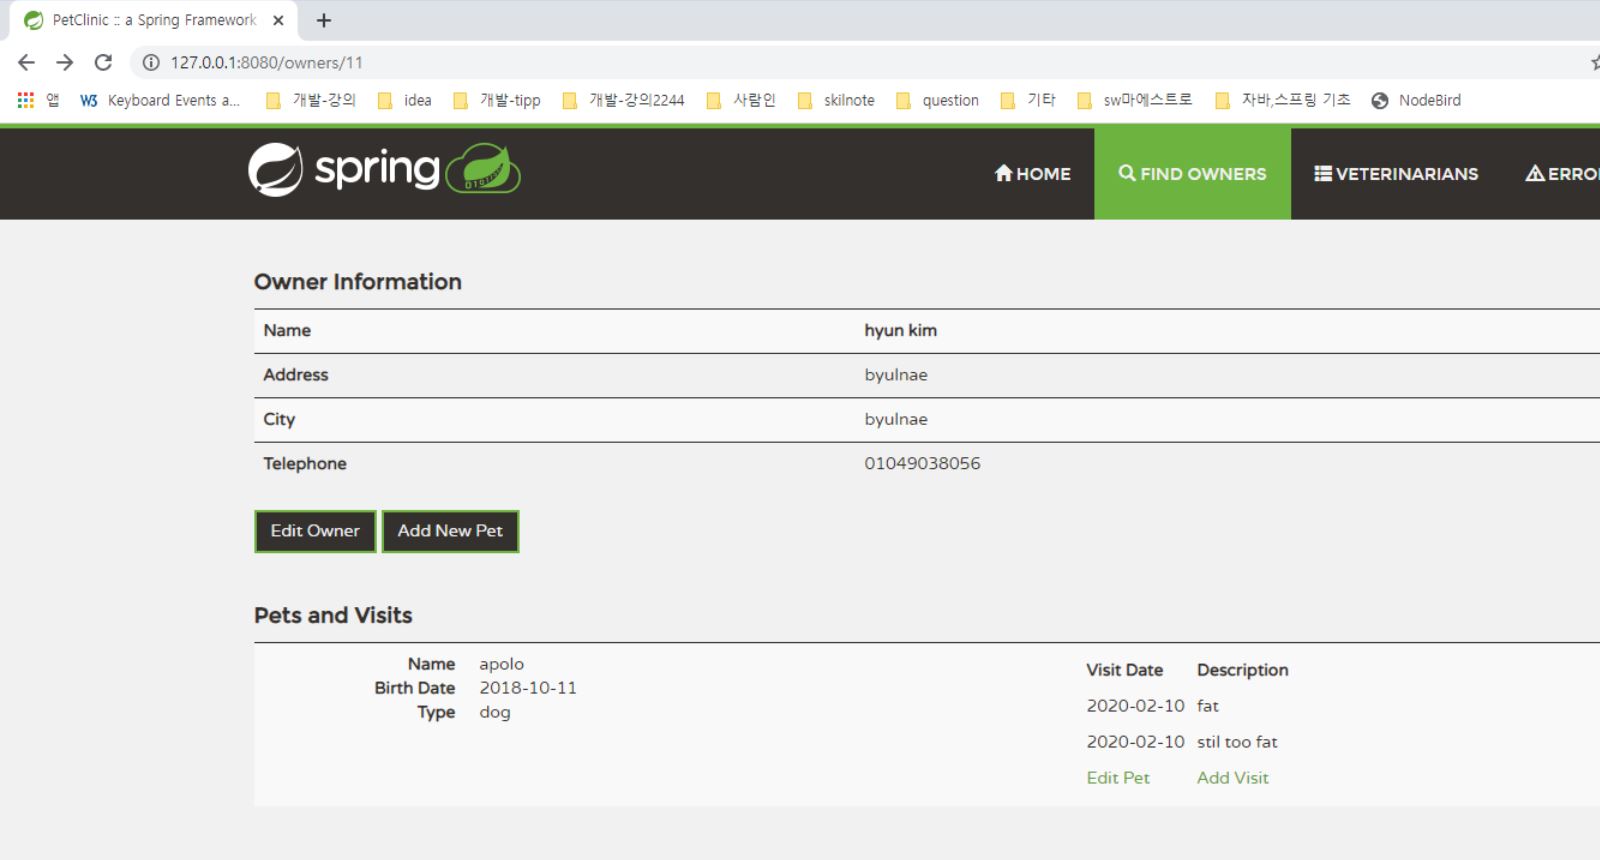 PetClinic :: a Spring Framework
127.0.0.1:8080/owners/11
앱 W3 Keyboard Events a... 개발-강의 idea 개발-tipp 개발-강의2244 사람인 skilnote question 기타 sw마에스트로 자바,스프링 기초 NodeBird
spring HOME FIND OWNERS VETERINARIANS ERRO
Owner Information
Name hyun kim
Address byulnae
City byulnae
Telephone 01049038056
Edit Owner Add New Pet
Pets and Visits
Name apolo
Birth Date 2018-10-11
Type dog
Visit Date Description
2020-02-10 fat
2020-02-10 stil too fat
Edit Pet Add Visit